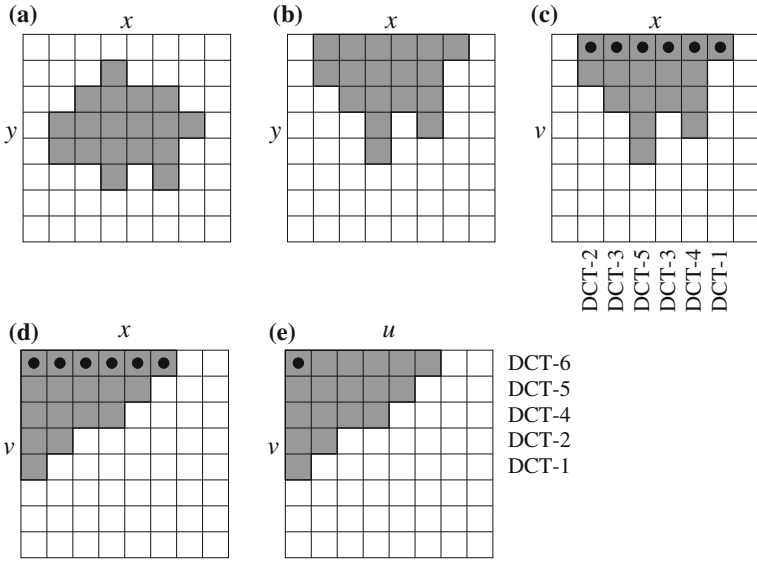 (a)
x
y
(b)
x
y
(c)
x
v
DCT-2
DCT-3
DCT-5
DCT-3
DCT-4
DCT-1
(d)
x
v
(e)
u
v
DCT-6
DCT-5
DCT-4
DCT-2
DCT-1